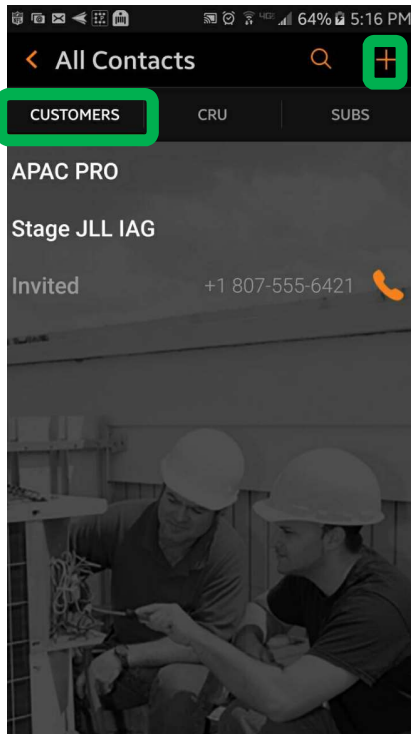 4G 64% 5:16 PM
All Contacts
CUSTOMERS CRU SUBS
APAC PRO
Stage JLL IAG
Invited +1 807-555-6421